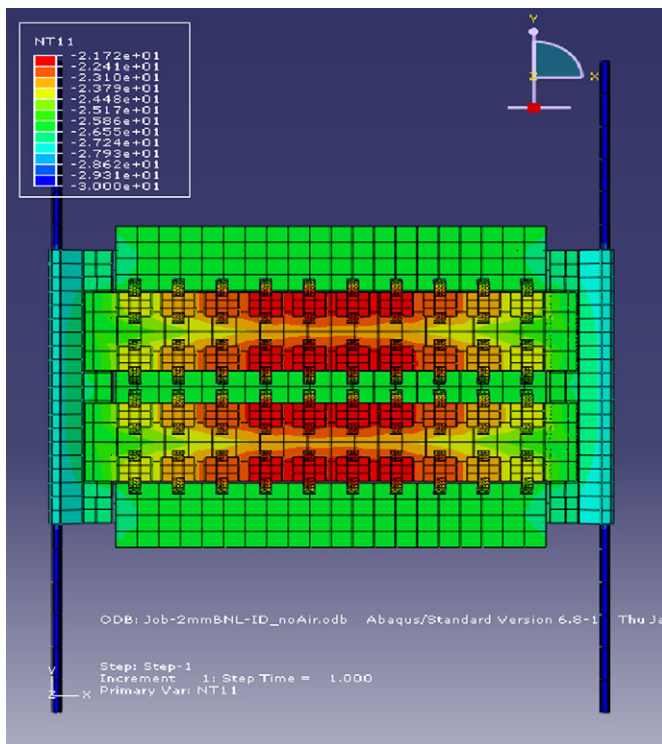 NT11
-2.172e+01
-2.241e+01
-2.310e+01
-2.379e+01
-2.448e+01
-2.517e+01
-2.586e+01
-2.655e+01
-2.724e+01
-2.793e+01
-2.862e+01
-2.931e+01
-3.000e+01
Y
Z X
ODB: Job-2mmBNL-ID_noAir.odb Abaqus/Standard Version 6.8-1 Thu Ja
Step: Step-1
Increment 1: Step Time = 1.000
Primary Var: NT11
Y
Z X